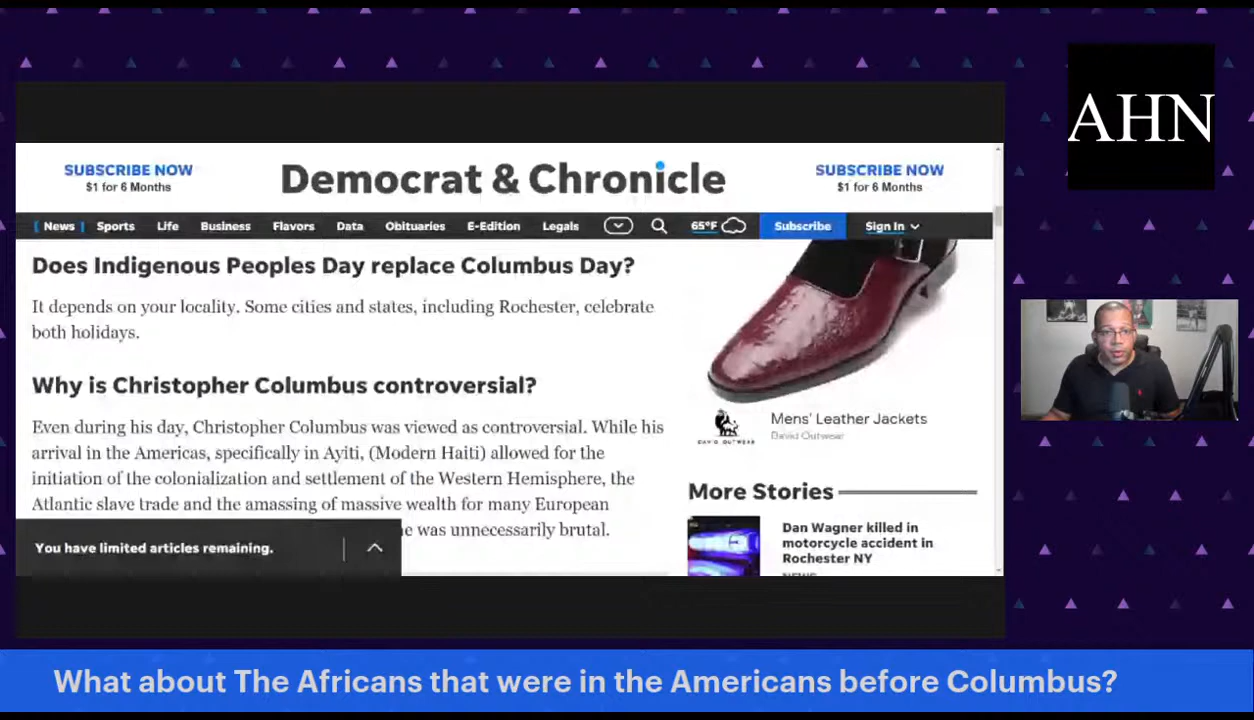 AHN
SUBSCRIBE NOW
$1 for 6 Months
Democrat & Chronicle
SUBSCRIBE NOW
$1 for 6 Months
News
Sports
Life
Business
Flavors
Data
Obituaries
E-Edition
Legals
65°F
Subscribe
Sign In
Does Indigenous Peoples Day replace Columbus Day?
It depends on your locality. Some cities and states, including Rochester, celebrate
both holidays.
Why is Christopher Columbus controversial?
Even during his day, Christopher Columbus was viewed as controversial. While his
arrival in the Americas, specifically in Ayiti, (Modern Haiti) allowed for the
initiation of the colonialization and settlement of the Western Hemisphere, the
Atlantic slave trade and the amassing of massive wealth for many European
was unnecessarily brutal.
You have limited articles remaining.
DAVID OUTWEAR
Mens' Leather Jackets
David Outwear
More Stories
Dan Wagner killed in
motorcycle accident in
Rochester NY
NEWS
What about The Africans that were in the Americans before Columbus?